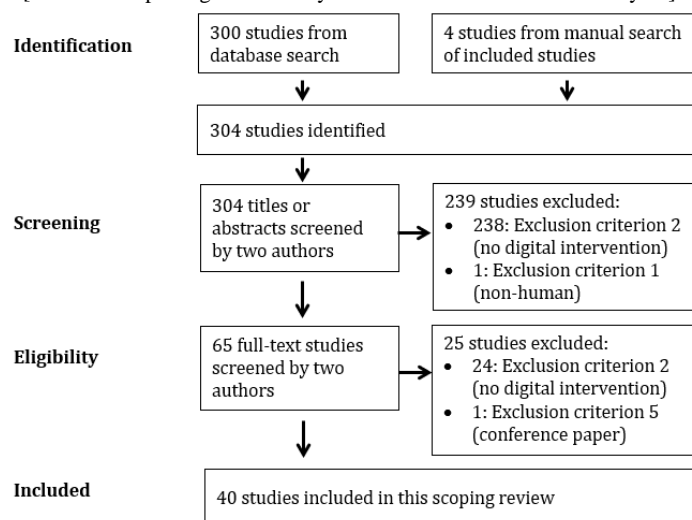 Identification
300 studies from
database search
4 studies from manual search
of included studies
304 studies identified
Screening
304 titles or
abstracts screened
by two authors
239 studies excluded:
• 238: Exclusion criterion 2
(no digital intervention)
• 1: Exclusion criterion 1
(non-human)
Eligibility
65 full-text studies
screened by two
authors
25 studies excluded:
• 24: Exclusion criterion 2
(no digital intervention)
• 1: Exclusion criterion 5
(conference paper)
Included
40 studies included in this scoping review